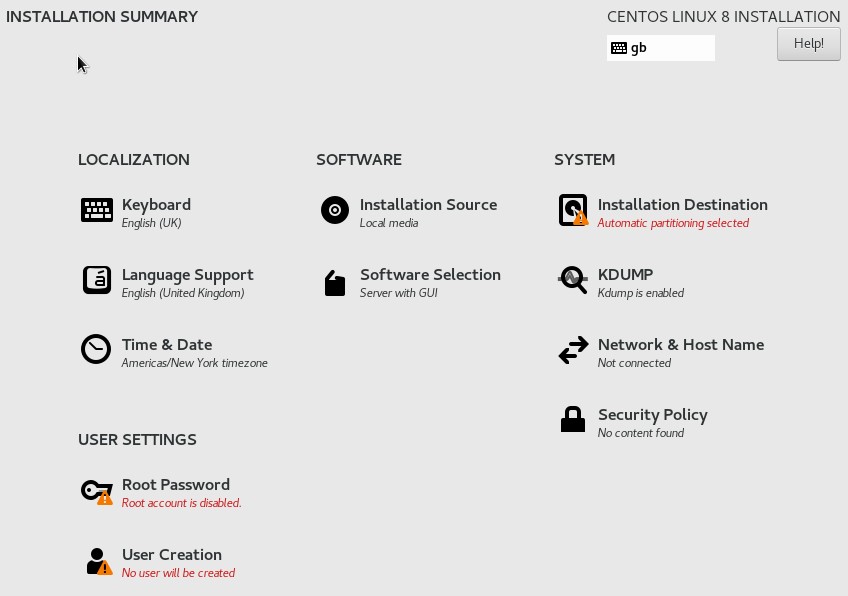 INSTALLATION SUMMARY
CENTOS LINUX 8 INSTALLATION
gb
Help!
LOCALIZATION
Keyboard
English (UK)
Language Support
English (United Kingdom)
Time & Date
Americas/New York timezone
USER SETTINGS
Root Password
Root account is disabled.
User Creation
No user will be created
SOFTWARE
Installation Source
Local media
Software Selection
Server with GUI
SYSTEM
Installation Destination
Automatic partitioning selected
KDUMP
Kdump is enabled
Network & Host Name
Not connected
Security Policy
No content found